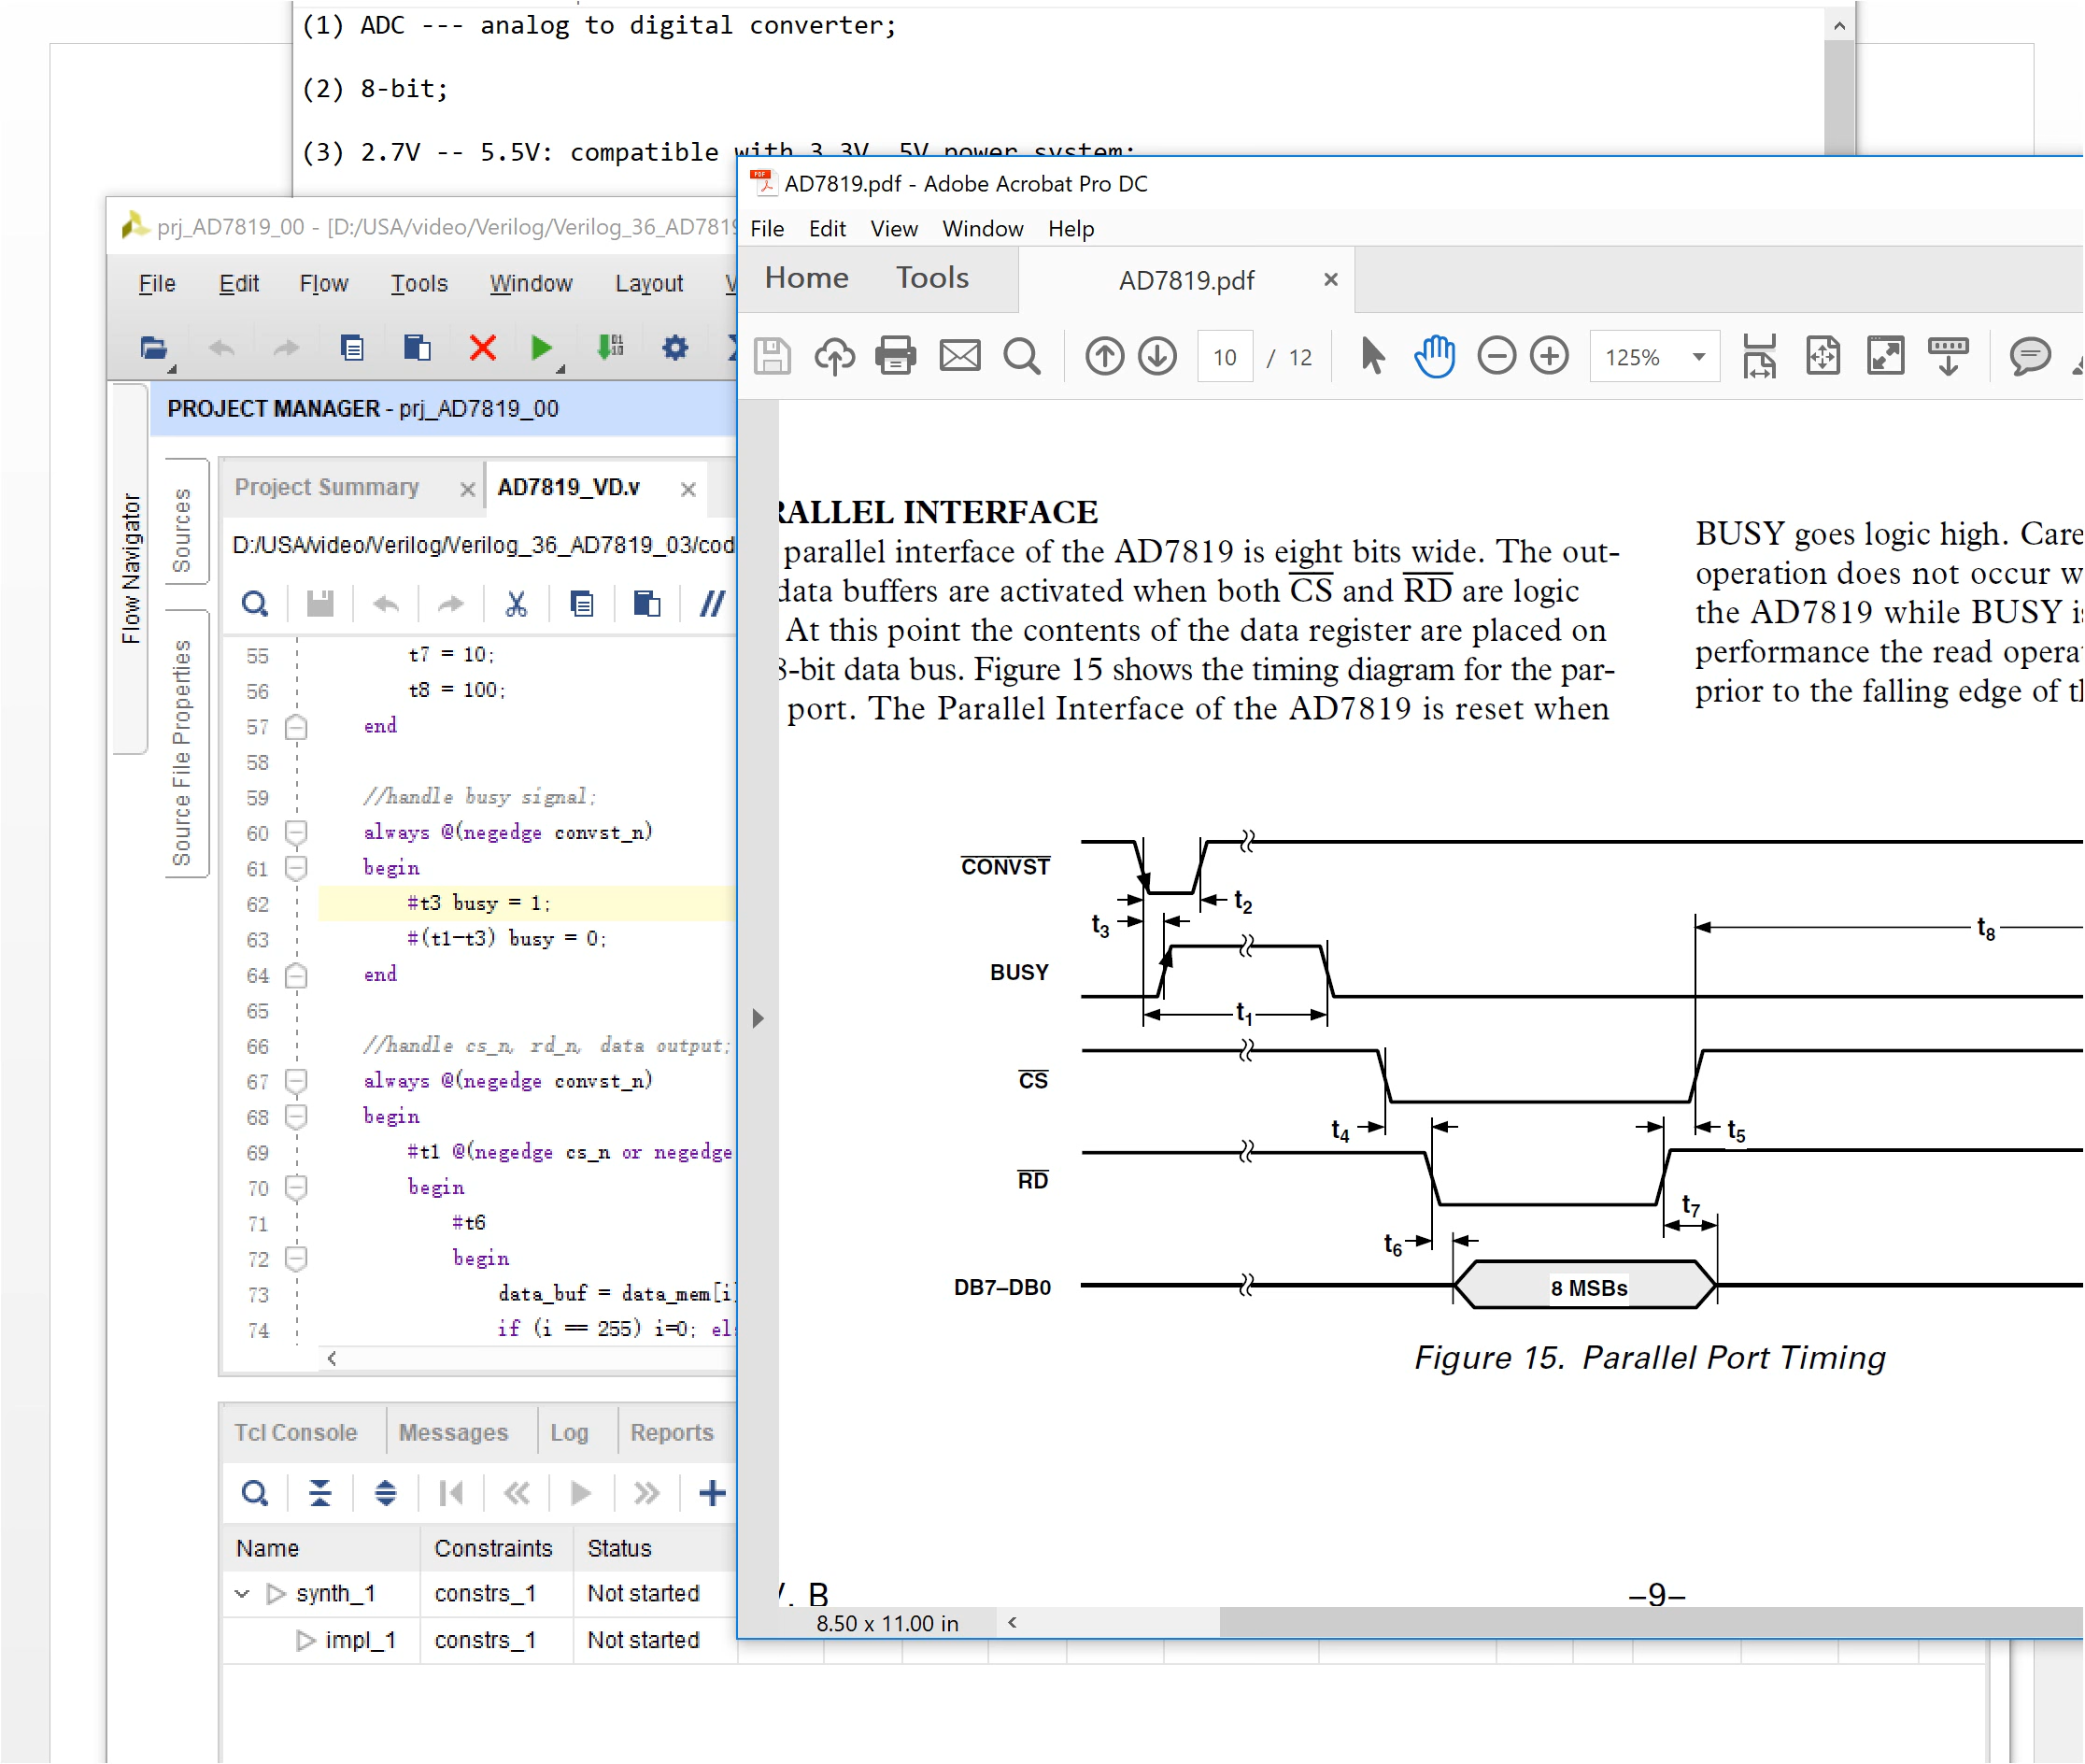 (1) ADC --- analog to digital converter;
(2) 8-bit;
(3) 2.7V -- 5.5V: compatible with 3.3V, 5V power system;
prj_AD7819_00 - [D:/USA/video/Verilog/Verilog_36_AD7819
File Edit Flow Tools Window Layout
PROJECT MANAGER - prj_AD7819_00
Flow Navigator
Sources
Source File Properties
Project Summary
AD7819_VD.v
D:/USA/video/Verilog/Verilog_36_AD7819_03/cod
55 t7 = 10;
56 t8 = 100;
57 end
58
59 //handle busy signal;
60 always @(negedge convst_n)
61 begin
62 #t3 busy = 1;
63 #(t1-t3) busy = 0;
64 end
65
66 //handle cs_n, rd_n, data output;
67 always @(negedge convst_n)
68 begin
69 #t1 @(negedge cs_n or negedge
70 begin
71 #t6
72 begin
73 data_buf = data_mem[i]
74 if (i == 255) i=0;
Tcl Console Messages Log Reports
Name Constraints Status
synth_1 constrs_1 Not started
impl_1 constrs_1 Not started
AD7819.pdf - Adobe Acrobat Pro DC
File Edit View Window Help
Home Tools AD7819.pdf
10 / 12 125%
RALLEL INTERFACE
parallel interface of the AD7819 is eight bits wide. The out-
data buffers are activated when both CS and RD are logic
At this point the contents of the data register are placed on
8-bit data bus. Figure 15 shows the timing diagram for the par-
port. The Parallel Interface of the AD7819 is reset when
BUSY goes logic high. Care
operation does not occur w
the AD7819 while BUSY is
performance the read opera
prior to the falling edge of
CONVST
t2
t3
t8
BUSY
t1
CS
t4
t5
RD
t7
t6
DB7–DB0
8 MSBs
Figure 15. Parallel Port Timing
. B
–9–
8.50 x 11.00 in